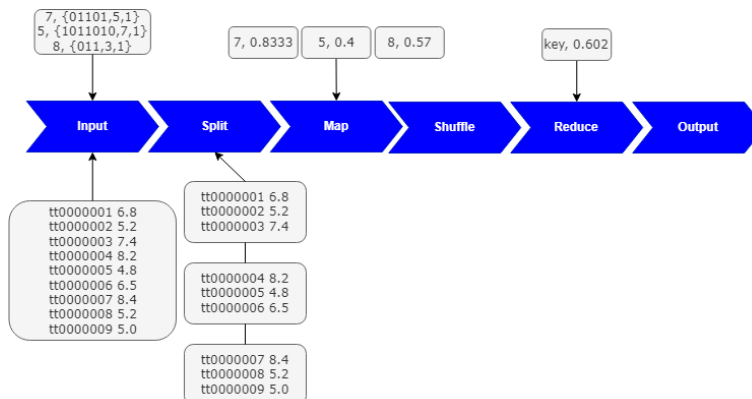 7, {01101,5,1}
5, {1011010,7,1}
8, {011,3,1}
7, 0.8333
5, 0.4
8, 0.57
key, 0.602
Input
Split
Map
Shuffle
Reduce
Output
tt0000001 6.8
tt0000002 5.2
tt0000003 7.4
tt0000004 8.2
tt0000005 4.8
tt0000006 6.5
tt0000007 8.4
tt0000008 5.2
tt0000009 5.0
tt0000001 6.8
tt0000002 5.2
tt0000003 7.4
tt0000004 8.2
tt0000005 4.8
tt0000006 6.5
tt0000007 8.4
tt0000008 5.2
tt0000009 5.0